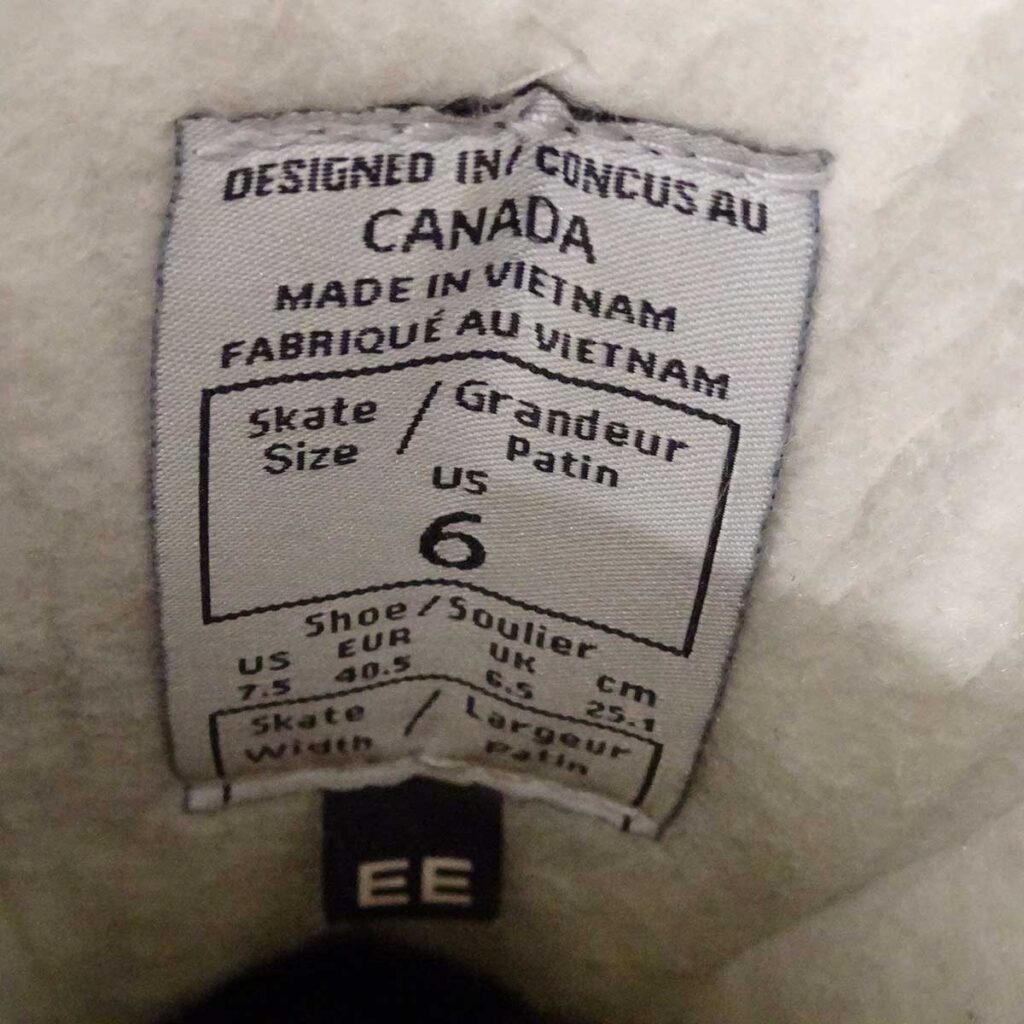 DESIGNED IN/ CONCUS AU
CANADA
MADE IN VIETNAM
FABRIQUÉ AU VIETNAM
Skate / Grandeur
Size Patin
US
6
Shoe / Soulier
US EUR UK cm
7.5 40.5 6.5 25.1
Skate / Largeur
Width Patin
EE